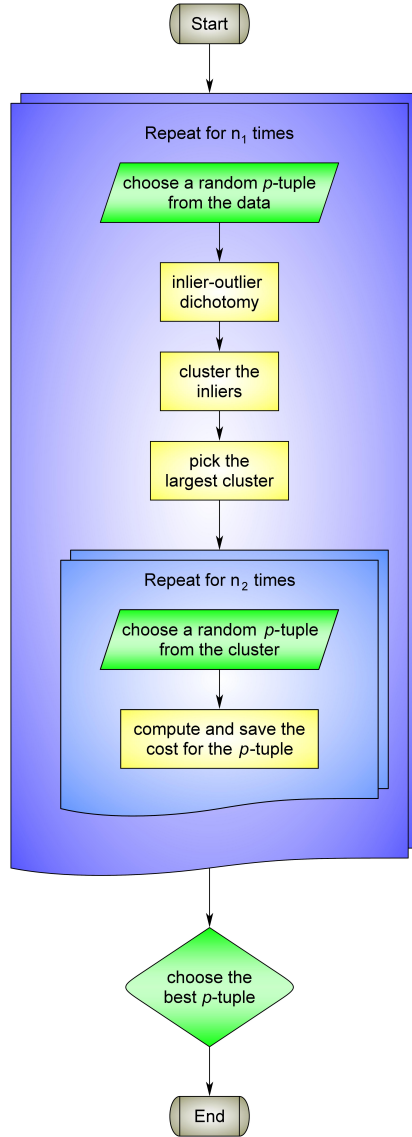 Start
Repeat for n₁ times
choose a random p-tuple
from the data
inlier-outlier
dichotomy
cluster the
inliers
pick the
largest cluster
Repeat for n₂ times
choose a random p-tuple
from the cluster
compute and save the
cost for the p-tuple
choose the
best p-tuple
End